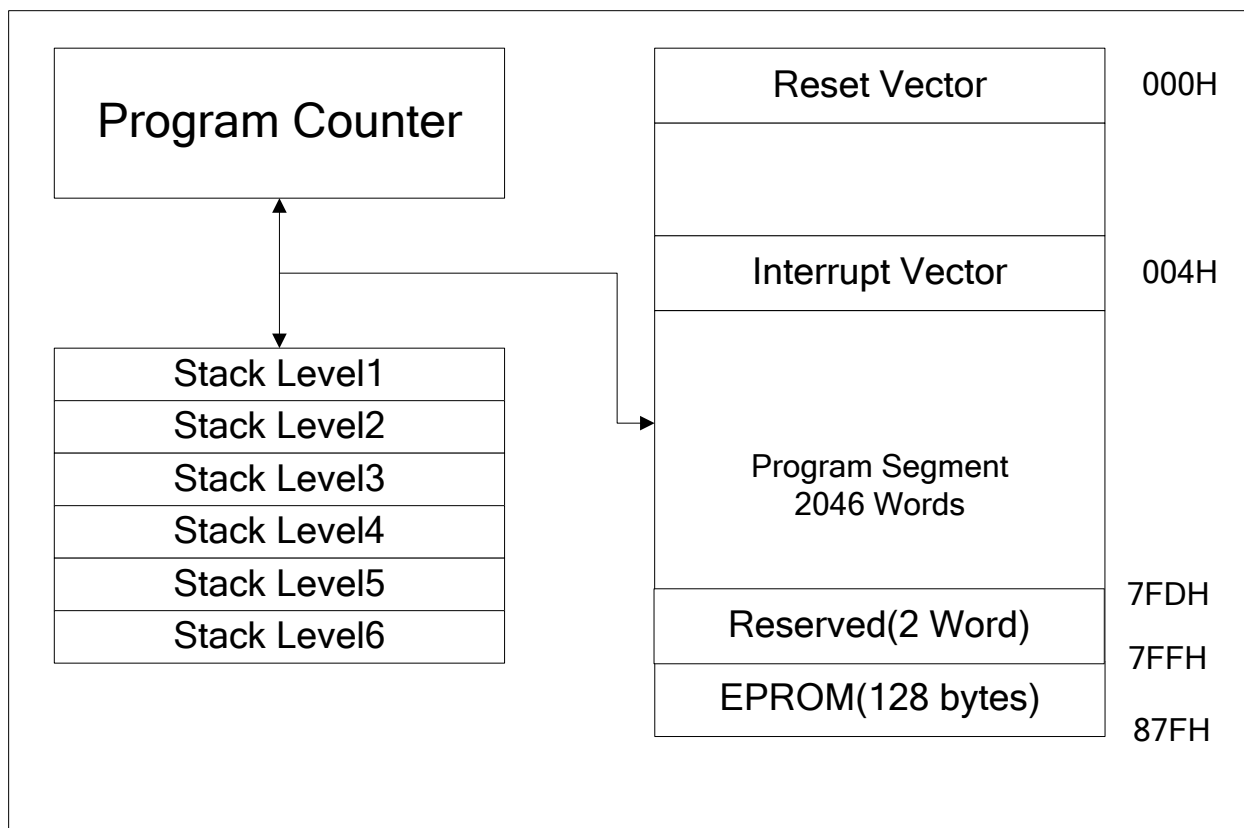 Program Counter
Stack Level1
Stack Level2
Stack Level3
Stack Level4
Stack Level5
Stack Level6
Reset Vector
000H
Interrupt Vector
004H
Program Segment
2046 Words
7FDH
Reserved(2 Word)
7FFH
EPROM(128 bytes)
87FH